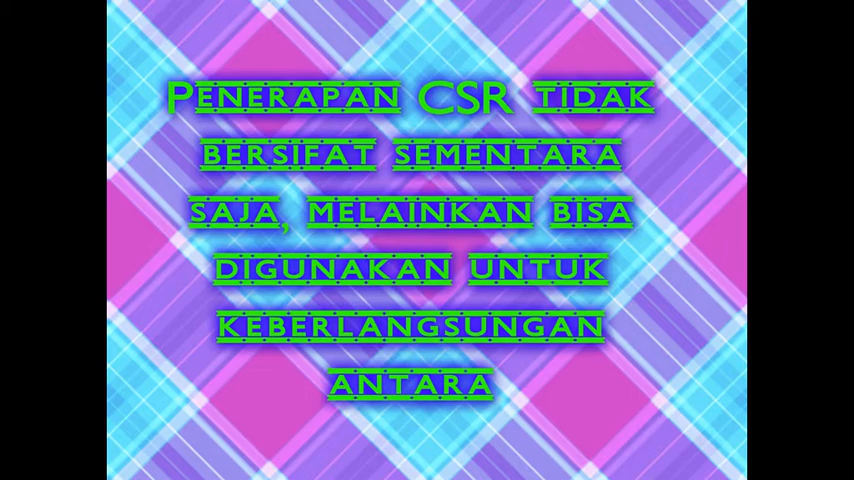 Penerapan CSR tidak
bersifat sementara
saja, melainkan bisa
digunakan untuk
keberlangsungan
antara